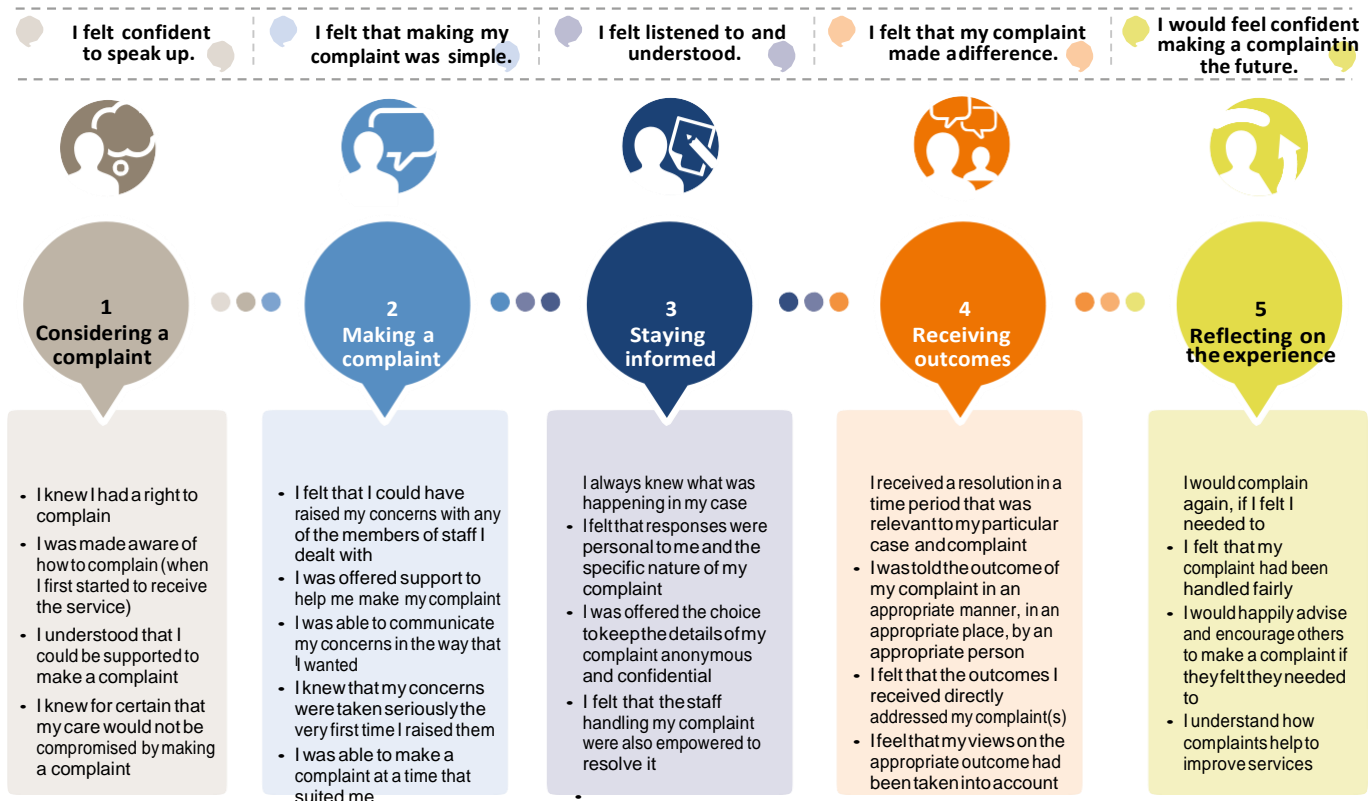 I felt confident
to speak up.
I felt that making my
complaint was simple.
I felt listened to and
understood.
I felt that my complaint
made a difference.
I would feel confident
making a complaint in
the future.
1
Considering a
complaint
2
Making a
complaint
3
Staying
informed
4
Receiving
outcomes
5
Reflecting on
the experience
• I knew I had a right to
complain
• I was made aware of
how to complain (when
I first started to receive
the service)
• I understood that I
could be supported to
make a complaint
• I knew for certain that
my care would not be
compromised by making
a complaint
• I felt that I could have
raised my concerns with any
of the members of staff I
dealt with
• I was offered support to
help me make my complaint
• I was able to communicate
my concerns in the way that
I wanted
• I knew that my concerns
were taken seriously the
very first time I raised them
• I was able to make a
complaint at a time that
suited me
I always knew what was
happening in my case
• I felt that responses were
personal to me and the
specific nature of my
complaint
• I was offered the choice
to keep the details of my
complaint anonymous
and confidential
• I felt that the staff
handling my complaint
were also empowered to
resolve it
•
I received a resolution in a
time period that was
relevant to my particular
case and complaint
• I was told the outcome of
my complaint in an
appropriate manner, in an
appropriate place, by an
appropriate person
• I felt that the outcomes I
received directly
addressed my complaint(s)
• I feel that my views on the
appropriate outcome had
been taken into account
I would complain
again, if I felt I
needed to
• I felt that my
complaint had been
handled fairly
• I would happily advise
and encourage others
to make a complaint if
they felt they needed
to
• I understand how
complaints help to
improve services